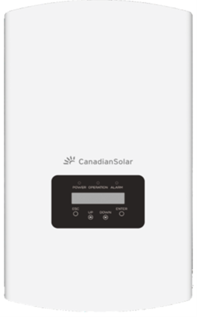 CanadianSolar
POWER OPERATION ALARM
ESC UP DOWN ENTER